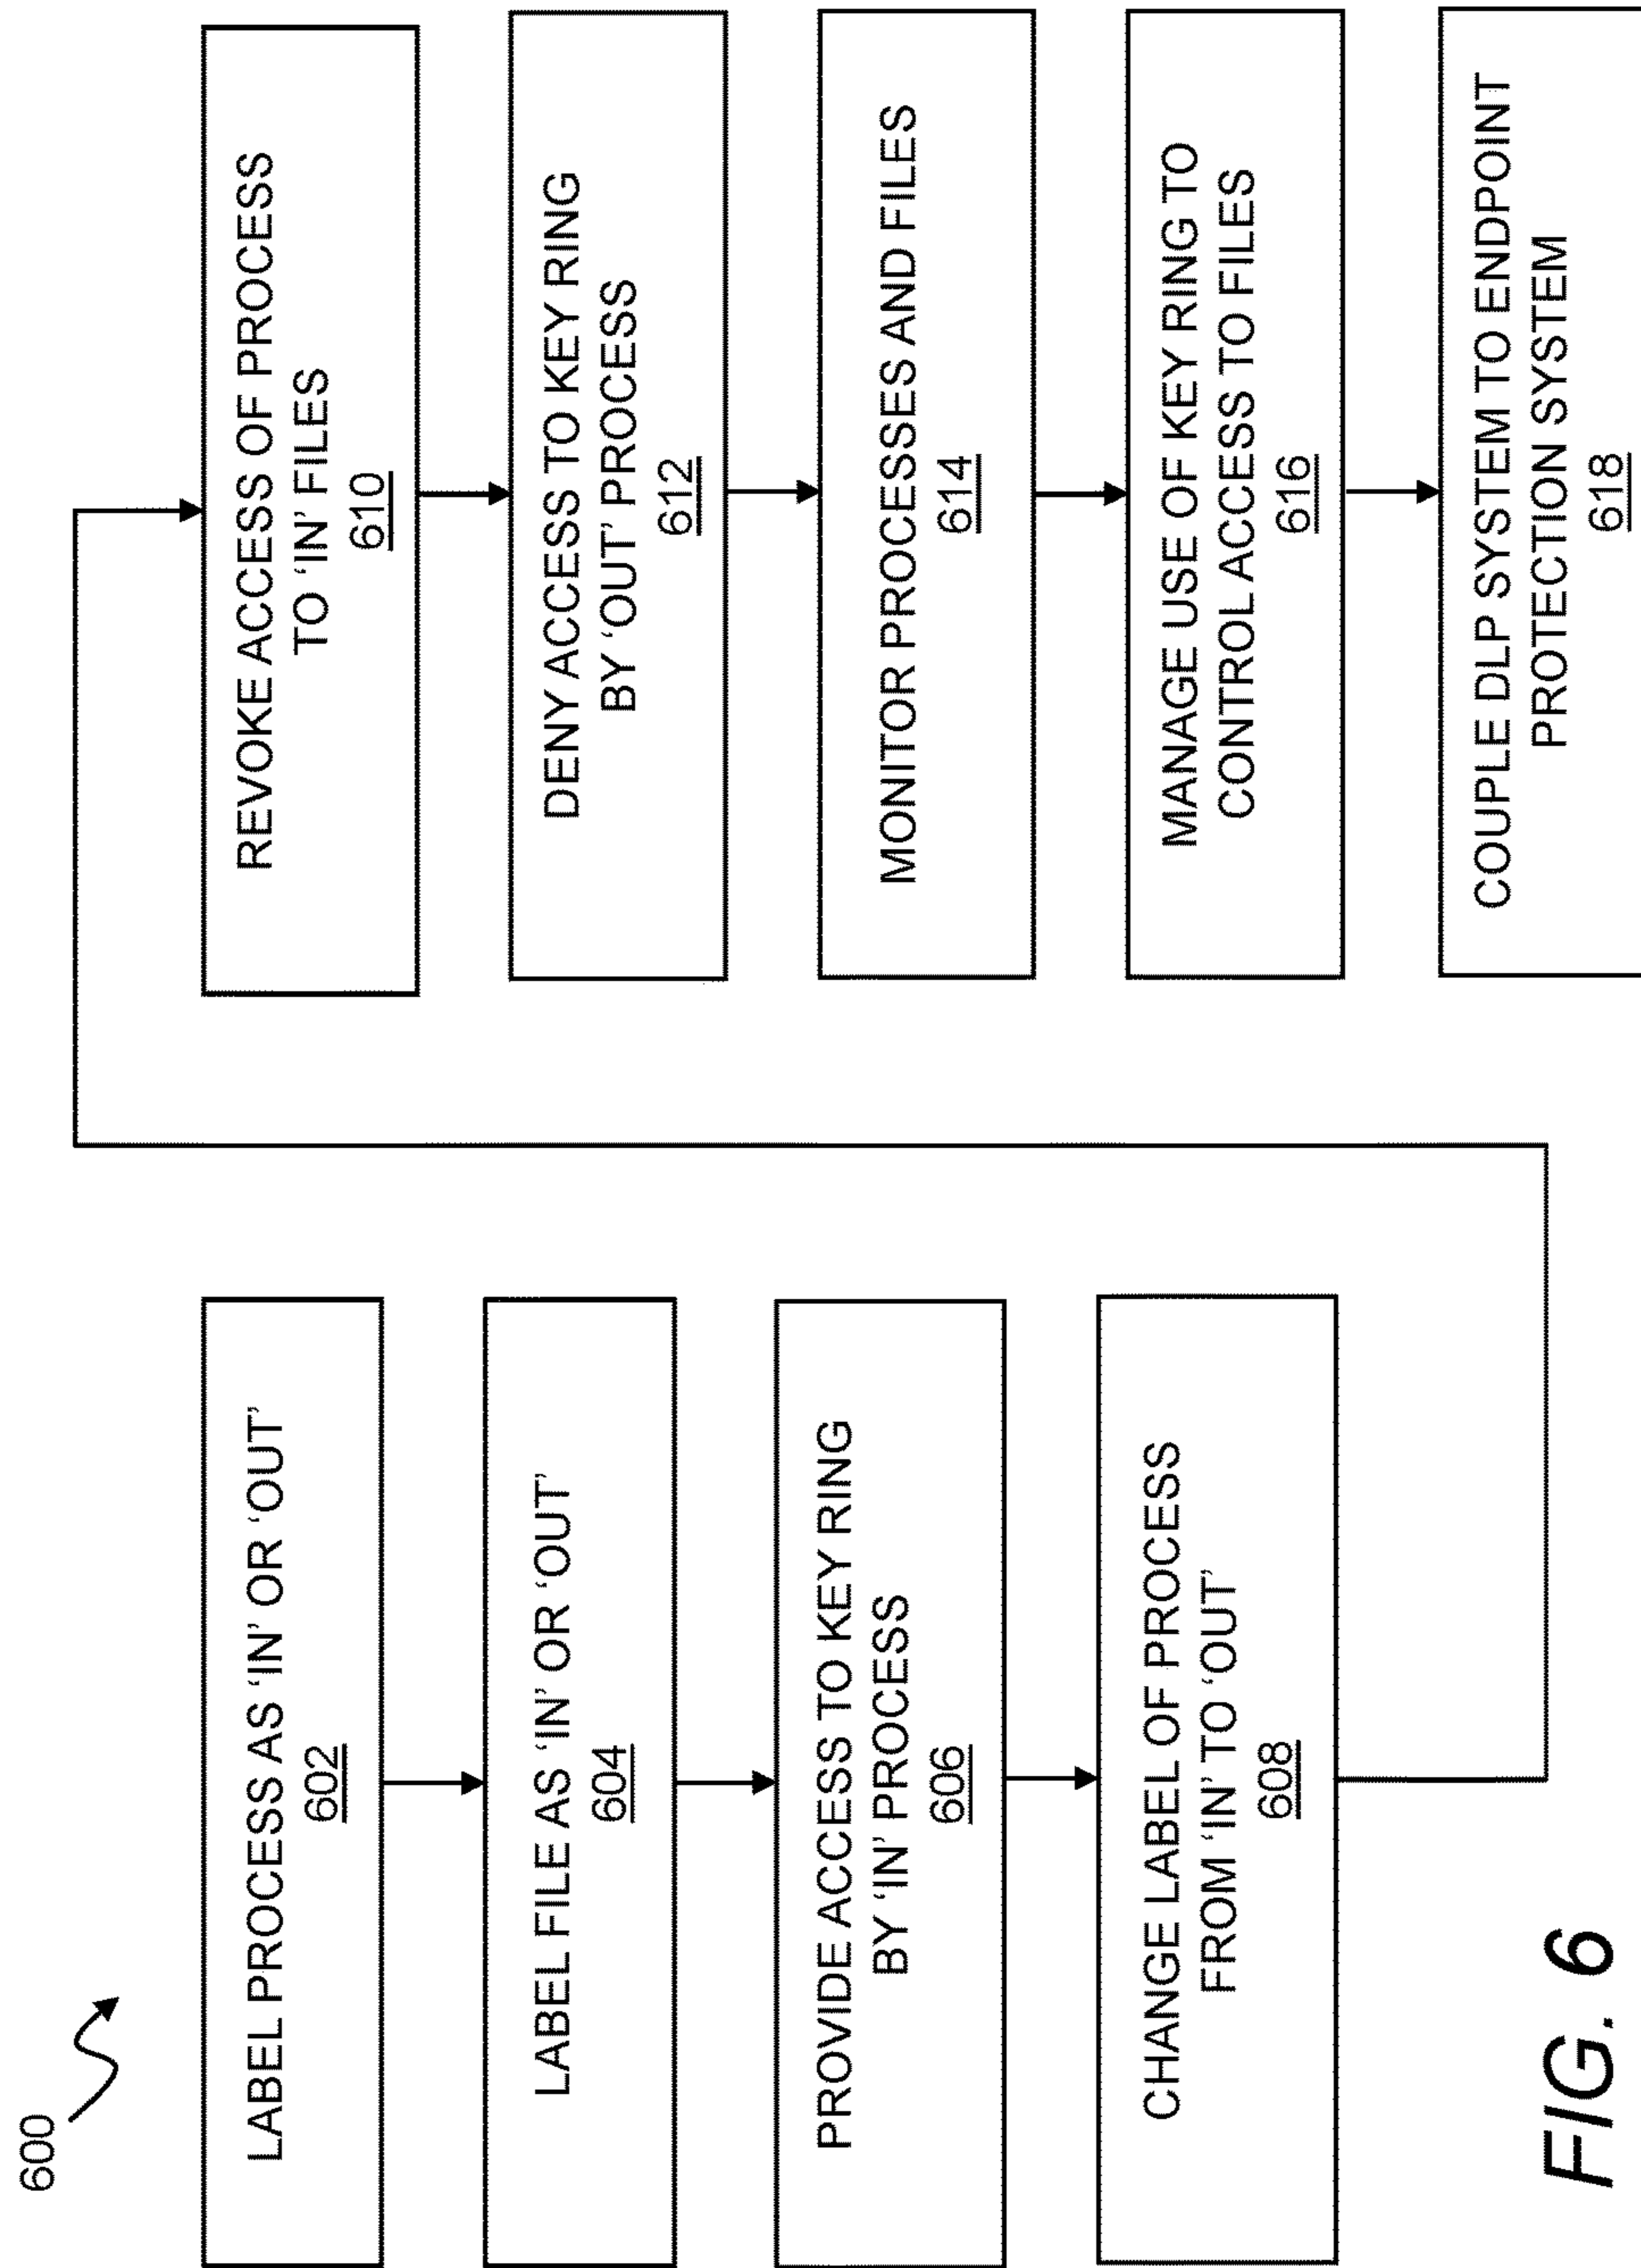 600
LABEL PROCESS AS ‘IN’ OR ‘OUT’
602
LABEL FILE AS ‘IN’ OR ‘OUT’
604
PROVIDE ACCESS TO KEY RING
BY ‘IN’ PROCESS
606
CHANGE LABEL OF PROCESS
FROM ‘IN’ TO ‘OUT’
608
REVOKE ACCESS OF PROCESS
TO ‘IN’ FILES
610
DENY ACCESS TO KEY RING
BY ‘OUT’ PROCESS
612
MONITOR PROCESSES AND FILES
614
MANAGE USE OF KEY RING TO
CONTROL ACCESS TO FILES
616
COUPLE DLP SYSTEM TO ENDPOINT
PROTECTION SYSTEM
618
FIG. 6